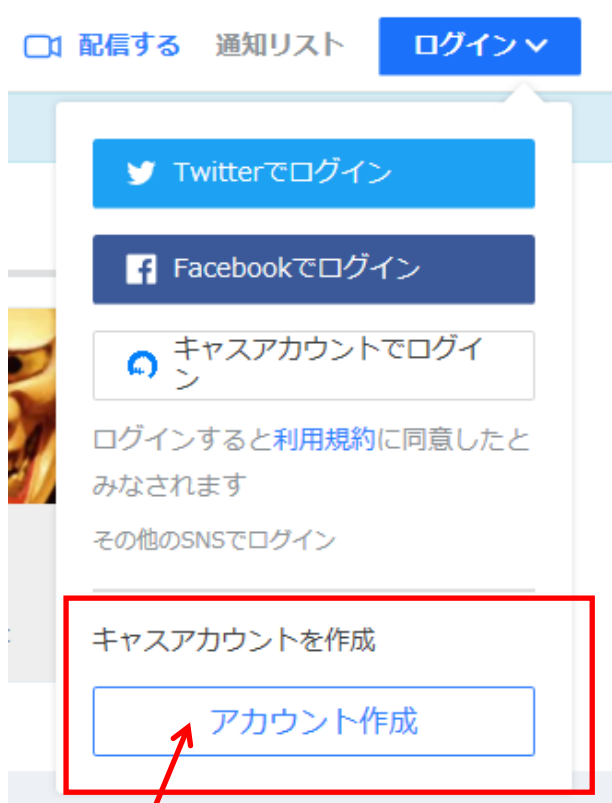 配信する 通知リスト ログイン
Twitterでログイン
Facebookでログイン
キャスアカウントでログイ
ン
ログインすると利用規約に同意したと
みなされます
その他のSNSでログイン
キャスアカウントを作成
アカウント作成